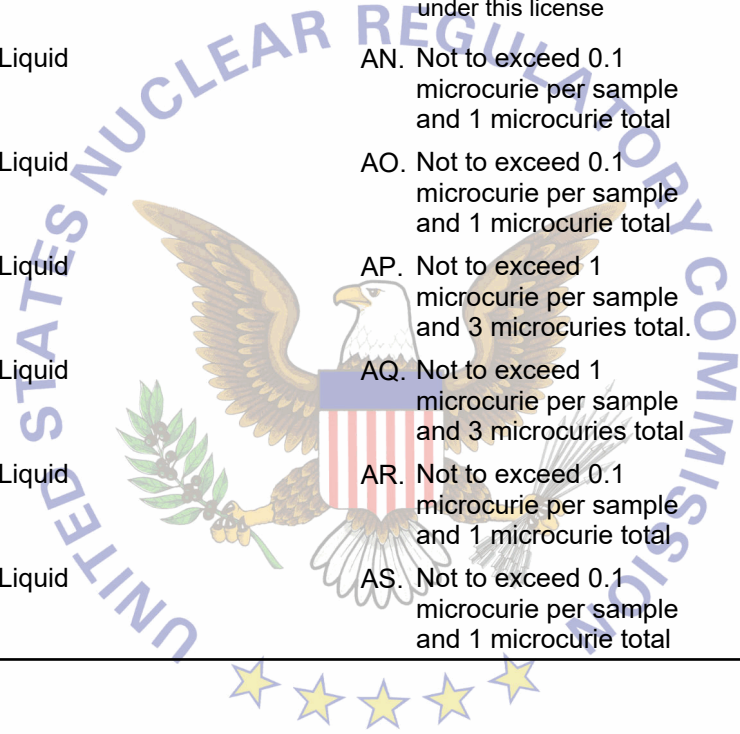 under this license
Liquid AN. Not to exceed 0.1
microcurie per sample
and 1 microcurie total
Liquid AO. Not to exceed 0.1
microcurie per sample
and 1 microcurie total
Liquid AP. Not to exceed 1
microcurie per sample
and 3 microcuries total.
Liquid AQ. Not to exceed 1
microcurie per sample
and 3 microcuries total
Liquid AR. Not to exceed 0.1
microcurie per sample
and 1 microcurie total
Liquid AS. Not to exceed 0.1
microcurie per sample
and 1 microcurie total
UNITED STATES NUCLEAR REGULATORY COMMISSION